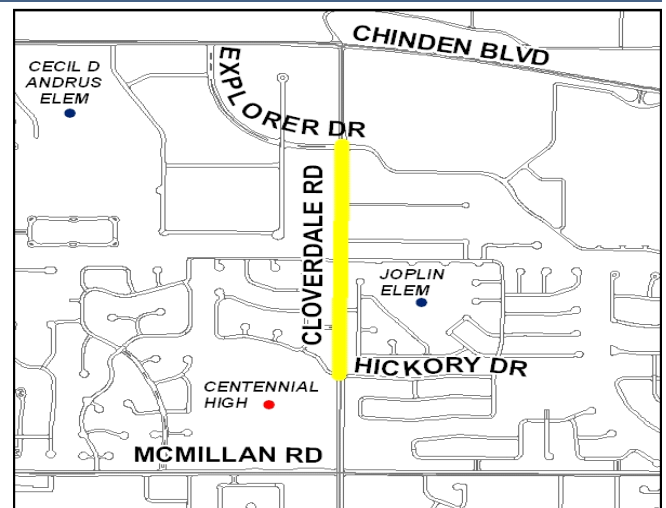 CHINDEN BLVD
CECIL D
ANDRUS
ELEM
EXPLORER DR
CLOVERDALE RD
JOPLIN
ELEM
HICKORY DR
CENTENNIAL
HIGH
MCMILLAN RD